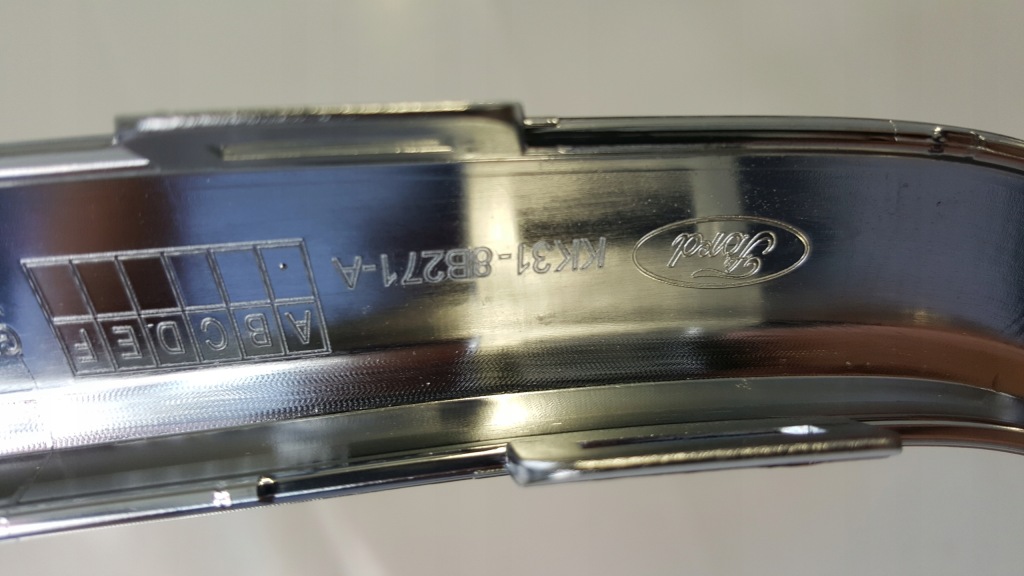 Ford KK31-8B271-A
A B C D E F